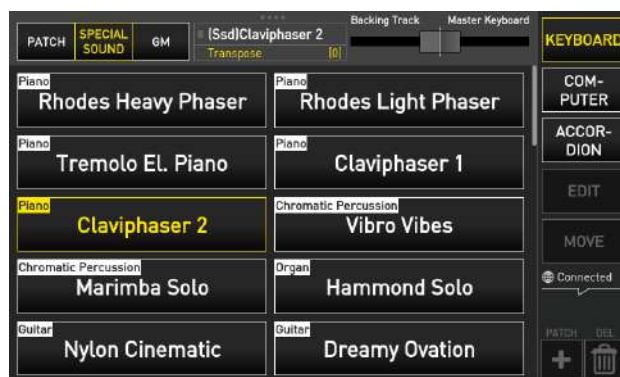 PATCH
SPECIAL
SOUND
GM
(Ssd)Claviphaser 2
Transpose [0]
Backing Track Master Keyboard
KEYBOARD
Piano
Rhodes Heavy Phaser
Piano
Rhodes Light Phaser
COM-
PUTER
Piano
Tremolo El. Piano
Piano
Claviphaser 1
ACCOR-
DION
Piano
Claviphaser 2
Chromatic Percussion
Vibro Vibes
EDIT
MOVE
Chromatic Percussion
Marimba Solo
Organ
Hammond Solo
Connected
Guitar
Nylon Cinematic
Guitar
Dreamy Ovation
PATCH DEL
+